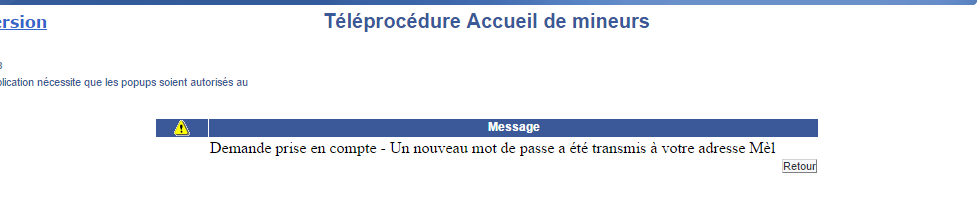 ersion
Téléprocédure Accueil de mineurs
plication nécessite que les popups soient autorisés au
Message
Demande prise en compte - Un nouveau mot de passe a été transmis à votre adresse Mèl
Retour